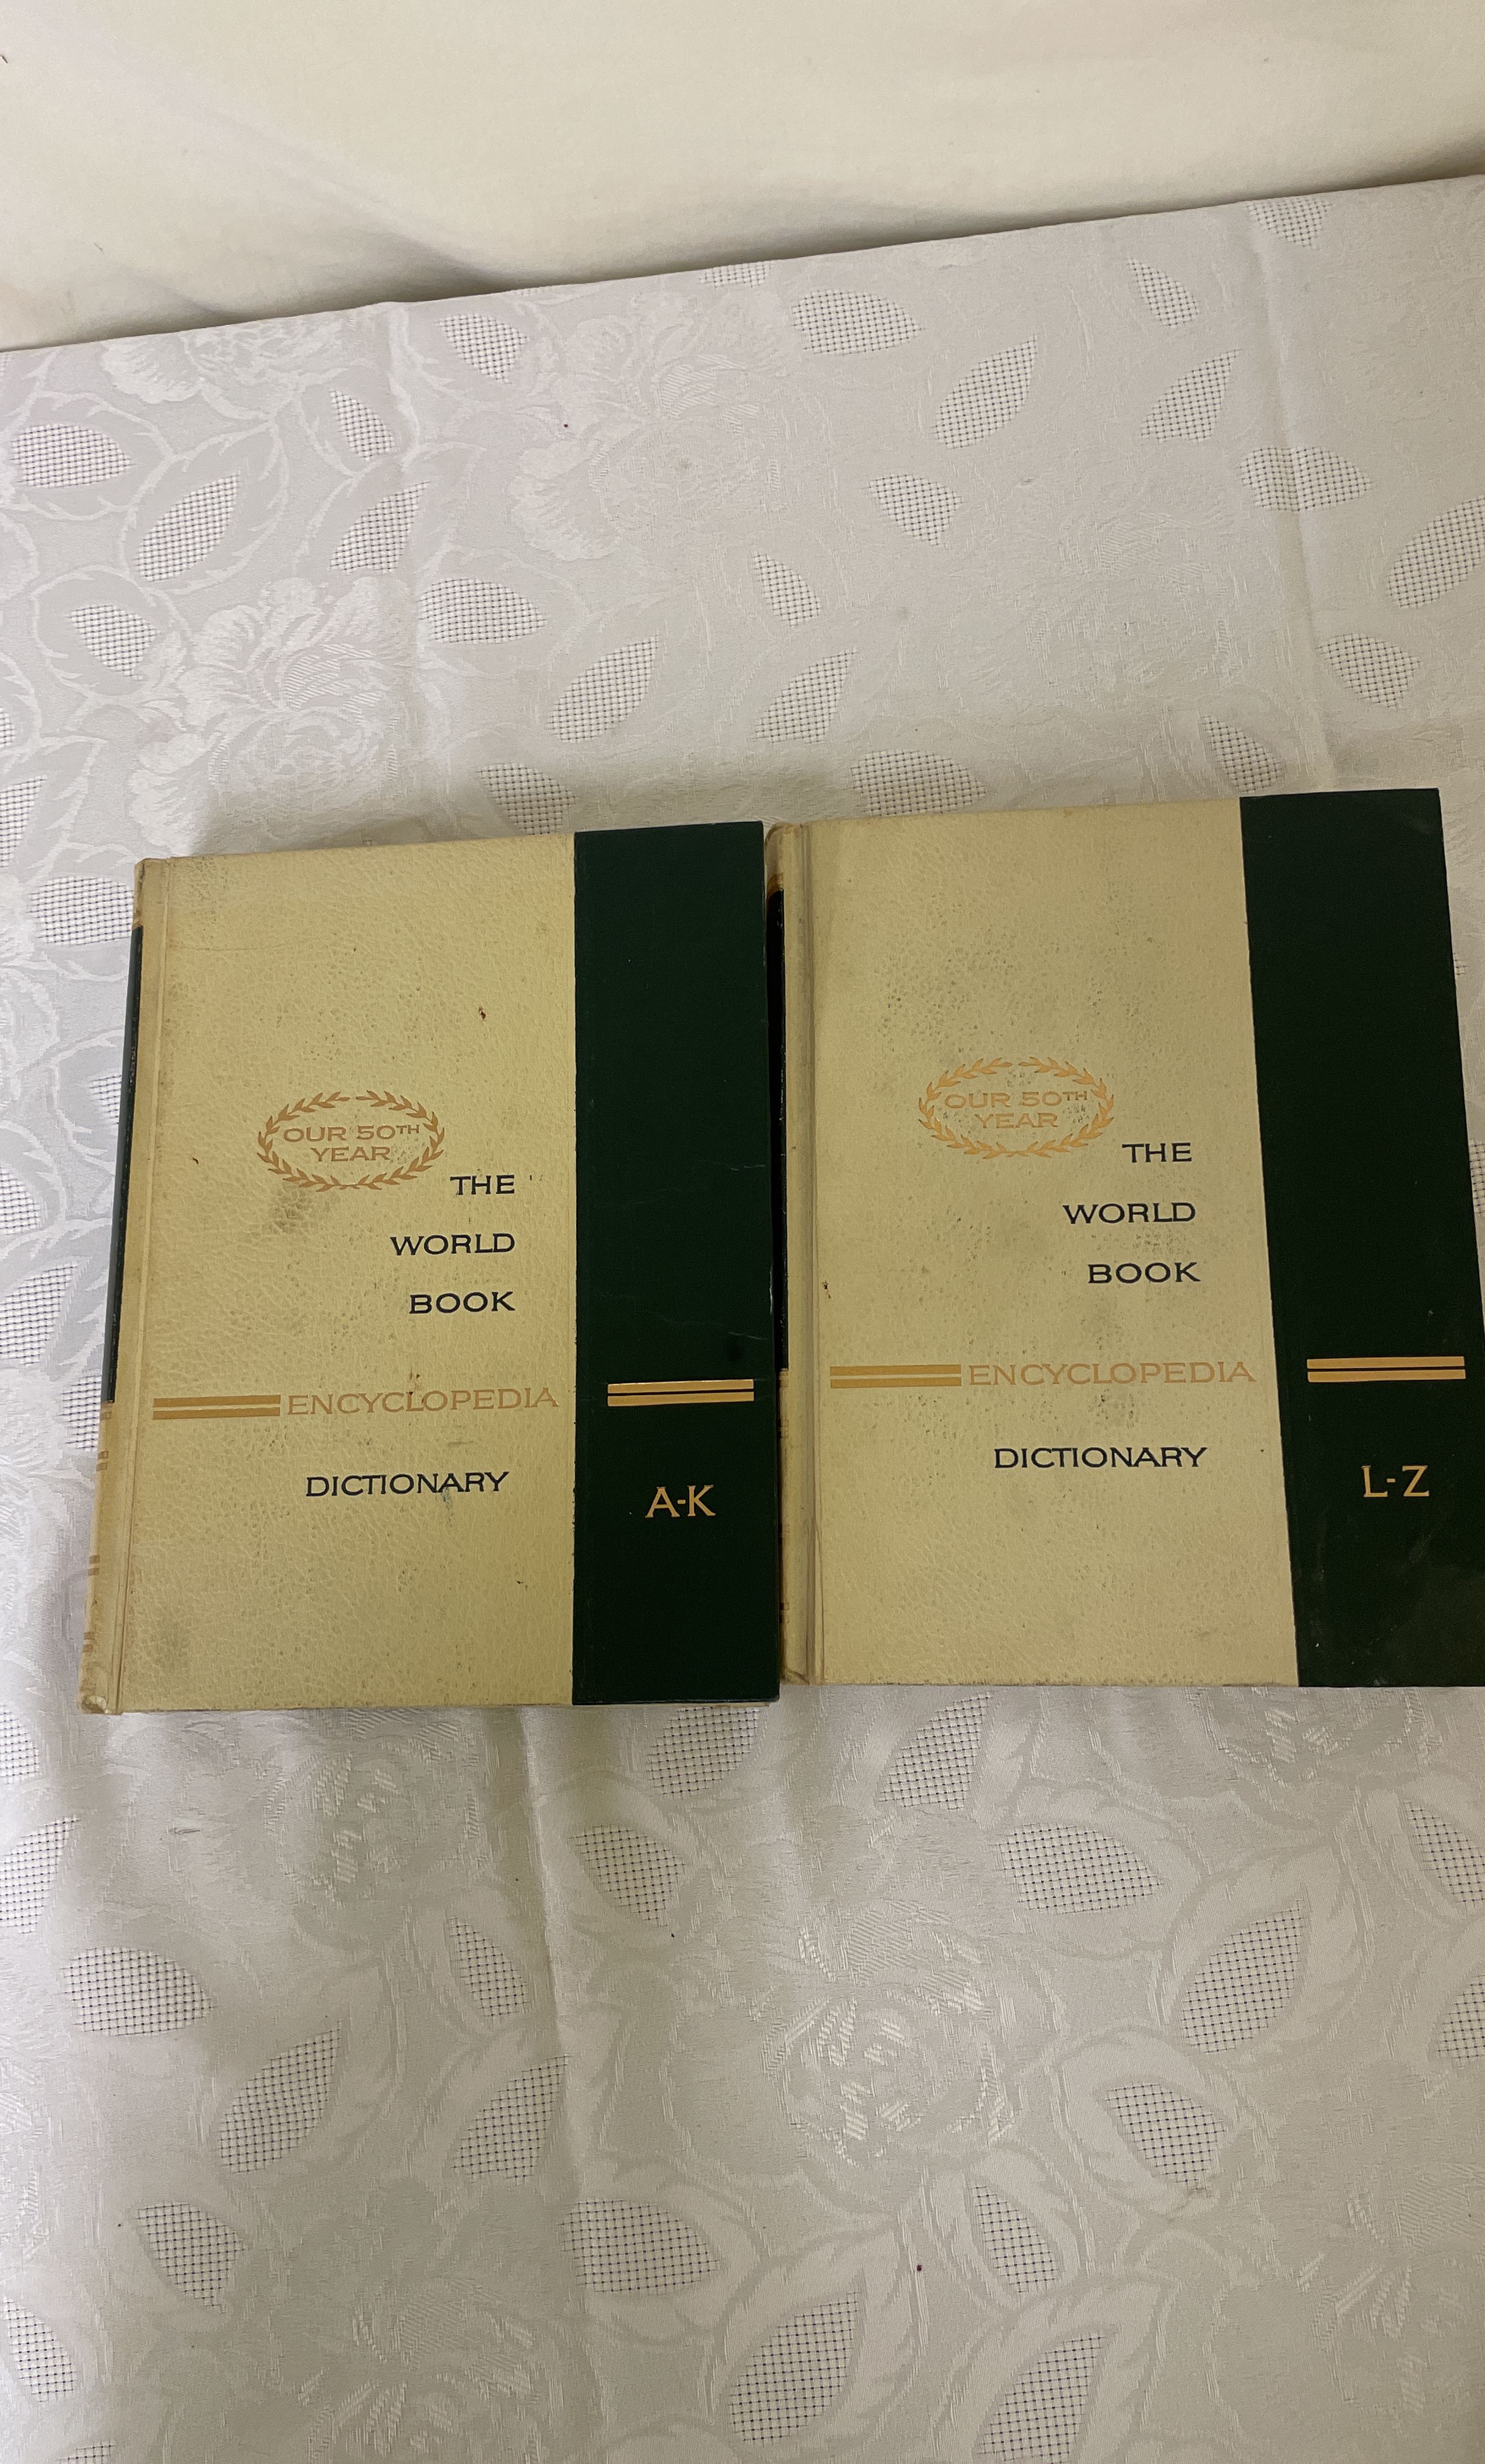 OUR 50TH
YEAR
THE
WORLD
BOOK
ENCYCLOPEDIA
DICTIONARY
A-K
OUR 50TH
YEAR
THE
WORLD
BOOK
ENCYCLOPEDIA
DICTIONARY
L-Z